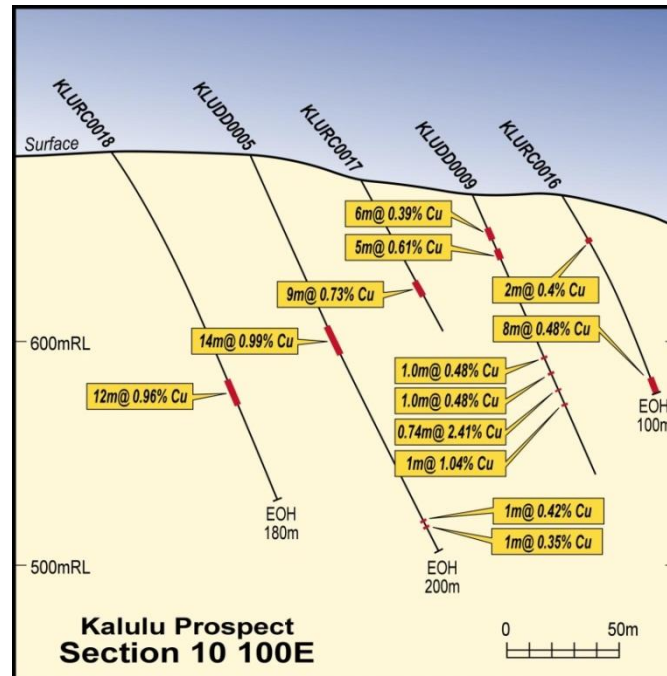 KLURC0018
KLUDD0005
KLURC0017
KLUDD0009
KLURC0016
Surface
6m@ 0.39% Cu
5m@ 0.61% Cu
9m@ 0.73% Cu
2m@ 0.4% Cu
8m@ 0.48% Cu
600mRL
14m@ 0.99% Cu
1.0m@ 0.48% Cu
1.0m@ 0.48% Cu
12m@ 0.96% Cu
0.74m@ 2.41% Cu
1m@ 1.04% Cu
EOH
100m
EOH
180m
1m@ 0.42% Cu
1m@ 0.35% Cu
500mRL
EOH
200m
Kalulu Prospect
Section 10 100E
0
50m